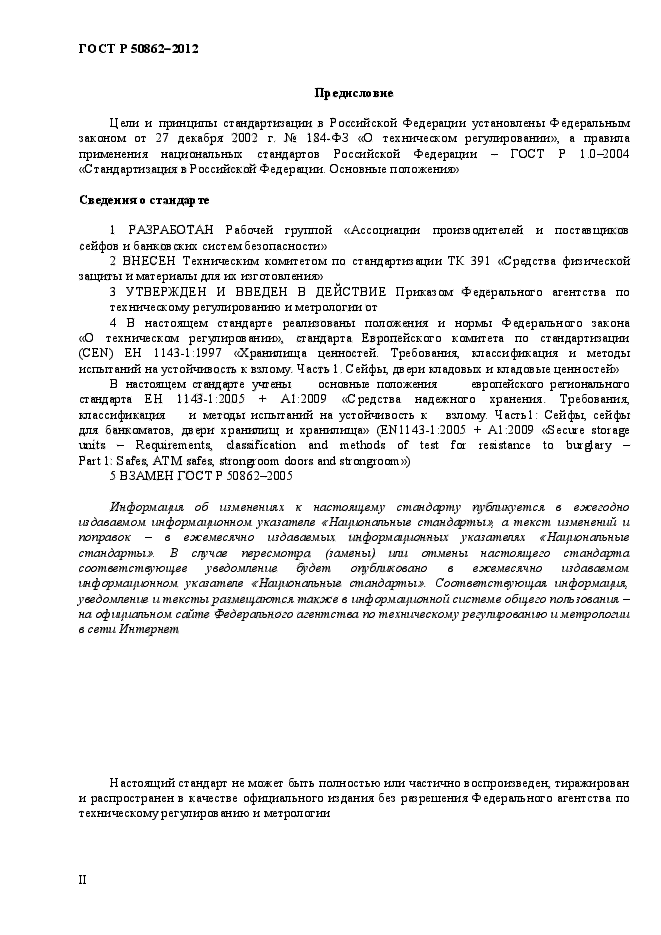 ГОСТ Р 50862–2012
Предисловие
Цели и принципы стандартизации в Российской Федерации установлены Федеральным
законом от 27 декабря 2002 г. № 184-ФЗ «О техническом регулировании», а правила
применения национальных стандартов Российской Федерации – ГОСТ Р 1.0–2004
«Стандартизация в Российской Федерации. Основные положения»
Сведения о стандарте
1 РАЗРАБОТАН Рабочей группой «Ассоциации производителей и поставщиков
сейфов и банковских систем безопасности»
2 ВНЕСЕН Техническим комитетом по стандартизации ТК 391 «Средства физической
защиты и материалы для их изготовления»
3 УТВЕРЖДЕН И ВВЕДЕН В ДЕЙСТВИЕ Приказом Федерального агентства по
техническому регулированию и метрологии от
4 В настоящем стандарте реализованы положения и нормы Федерального закона
«О техническом регулировании», стандарта Европейского комитета по стандартизации
(CEN) ЕН 1143-1:1997 «Хранилища ценностей. Требования, классификация и методы
испытаний на устойчивость к взлому. Часть 1. Сейфы, двери кладовых и кладовые ценностей»
В настоящем стандарте учтены основные положения европейского регионального
стандарта ЕН 1143-1:2005 + А1:2009 «Средства надежного хранения. Требования,
классификация и методы испытаний на устойчивость к взлому. Часть1: Сейфы, сейфы
для банкоматов, двери хранилищ и хранилища» (EN1143-1:2005 + A1:2009 «Secure storage
units – Requirements, classification and methods of test for resistance to burglary –
Part 1: Safes, ATM safes, strongroom doors and strongroom»)
5 ВЗАМЕН ГОСТ Р 50862–2005
Информация об изменениях к настоящему стандарту публикуется в ежегодно
издаваемом информационном указателе «Национальные стандарты», а текст изменений и
поправок – в ежемесячно издаваемых информационных указателях «Национальные
стандарты». В случае пересмотра (замены) или отмены настоящего стандарта
соответствующее уведомление будет опубликовано в ежемесячно издаваемом
информационном указателе «Национальные стандарты». Соответствующая информация,
уведомление и тексты размещаются также в информационной системе общего пользования –
на официальном сайте Федерального агентства по техническому регулированию и метрологии
в сети Интернет
Настоящий стандарт не может быть полностью или частично воспроизведен, тиражирован
и распространен в качестве официального издания без разрешения Федерального агентства по
техническому регулированию и метрологии
II